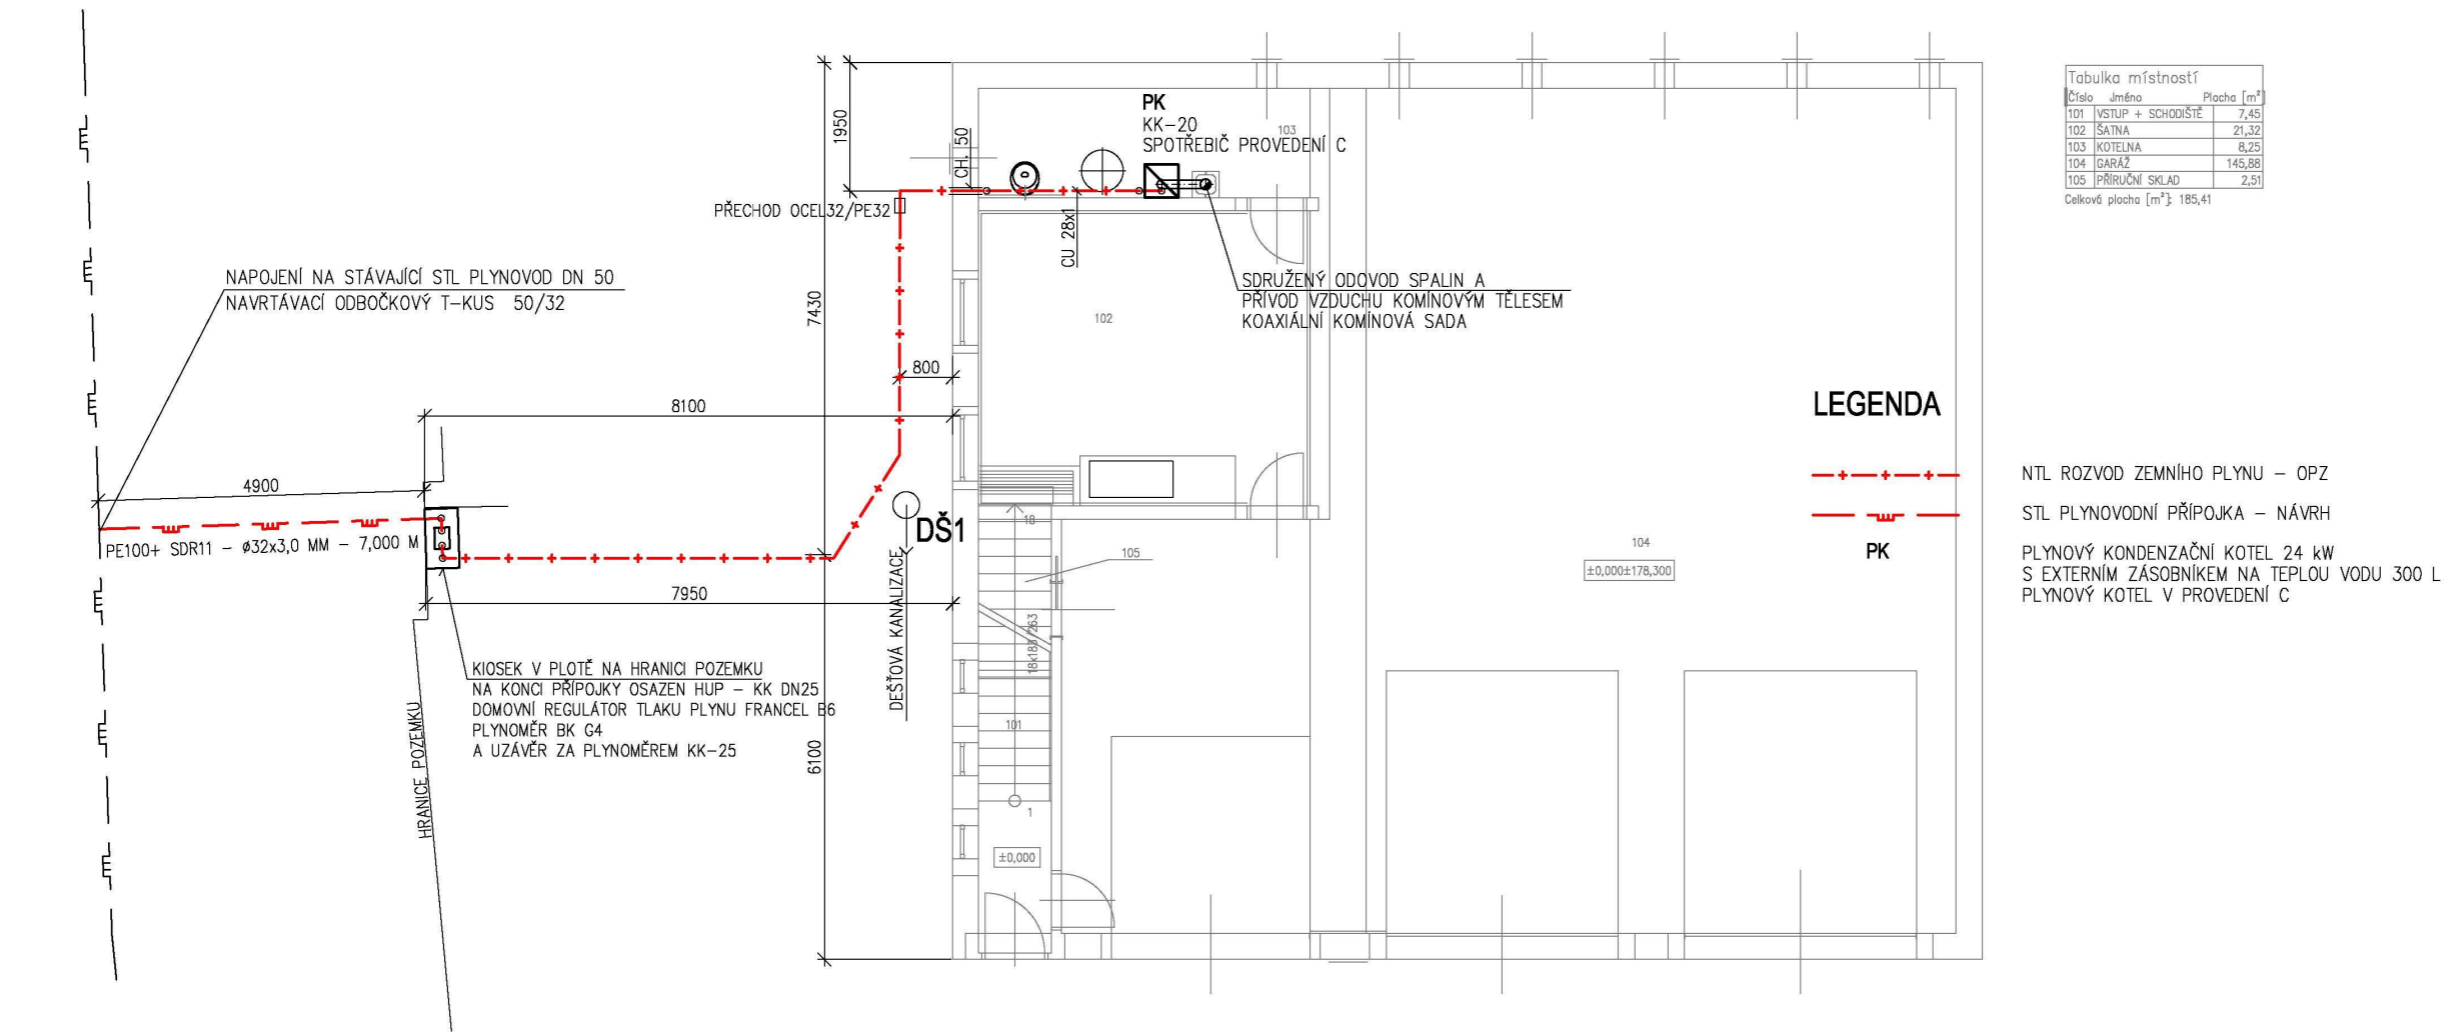 Tabulka místností
Číslo Jméno Plocha [m²]
101 VSTUP + SCHODIŠTĚ 7,45
102 ŠATNA 21,32
103 KOTELNA 8,25
104 GARÁŽ 145,88
105 PŘÍRUČNÍ SKLAD 2,51
Celková plocha [m²]: 185,41
1950
CH. 50
PK
KK-20
SPOTŘEBIČ PROVEDENÍ C
103
PŘECHOD OCEL32/PE32
CU 28x1
NAPOJENÍ NA STÁVAJÍCÍ STL PLYNOVOD DN 50
NAVRTÁVACÍ ODBOČKOVÝ T-KUS 50/32
SDRUŽENÝ ODOVOD SPALIN A
PŘÍVOD VZDUCHU KOMÍNOVÝM TĚLESEM
KOAXIÁLNÍ KOMÍNOVÁ SADA
7430
102
800
8100
4900
PE100+ SDR11 - ø32x3,0 MM - 7,000 M
DŠ1
DEŠŤOVÁ KANALIZACE
7950
18
105
18x183/263
104
±0,000±178,300
LEGENDA
NTL ROZVOD ZEMNÍHO PLYNU - OPZ
STL PLYNOVODNÍ PŘÍPOJKA - NÁVRH
PK
PLYNOVÝ KONDENZAČNÍ KOTEL 24 kW
S EXTERNÍM ZÁSOBNÍKEM NA TEPLOU VODU 300 L
PLYNOVÝ KOTEL V PROVEDENÍ C
KIOSEK V PLOTĚ NA HRANICI POZEMKU
NA KONCI PŘÍPOJKY OSAZEN HUP - KK DN25
DOMOVNÍ REGULÁTOR TLAKU PLYNU FRANCEL B6
PLYNOMĚR BK G4
A UZÁVĚR ZA PLYNOMĚREM KK-25
HRANICE POZEMKU
6100
101
1
±0,000